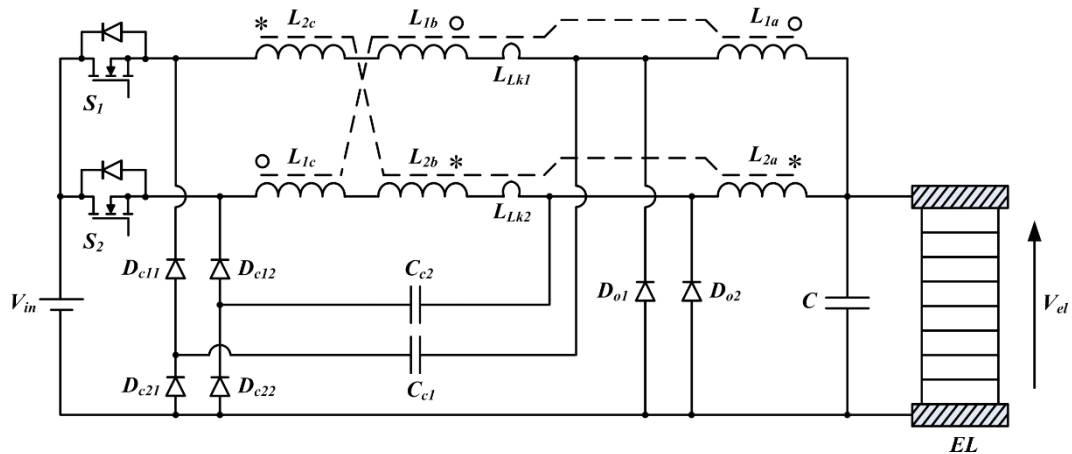 * L2c L1b L1a
LLk1
S1
L1c L2b * L2a *
LLk2
S2
Dc11 Dc12 Cc2
Do1 Do2 C
Vin Vel
Dc21 Dc22 Cc1
EL